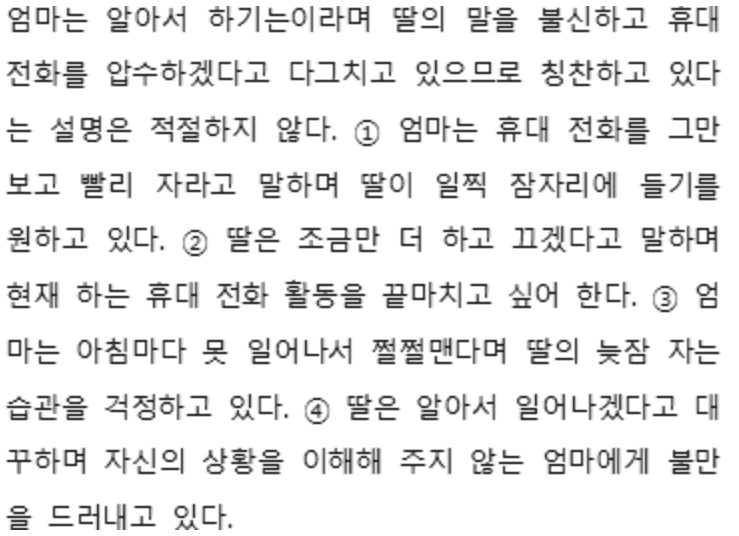 엄마는 알아서 하기는이라며 딸의 말을 불신하고 휴대
전화를 압수하겠다고 다그치고 있으므로 칭찬하고 있다
는 설명은 적절하지 않다. ① 엄마는 휴대 전화를 그만
보고 빨리 자라고 말하며 딸이 일찍 잠자리에 들기를
원하고 있다. ② 딸은 조금만 더 하고 끄겠다고 말하며
현재 하는 휴대 전화 활동을 끝마치고 싶어 한다. ③ 엄
마는 아침마다 못 일어나서 쩔쩔맨다며 딸의 늦잠 자는
습관을 걱정하고 있다. ④ 딸은 알아서 일어나겠다고 대
꾸하며 자신의 상황을 이해해 주지 않는 엄마에게 불만
을 드러내고 있다.